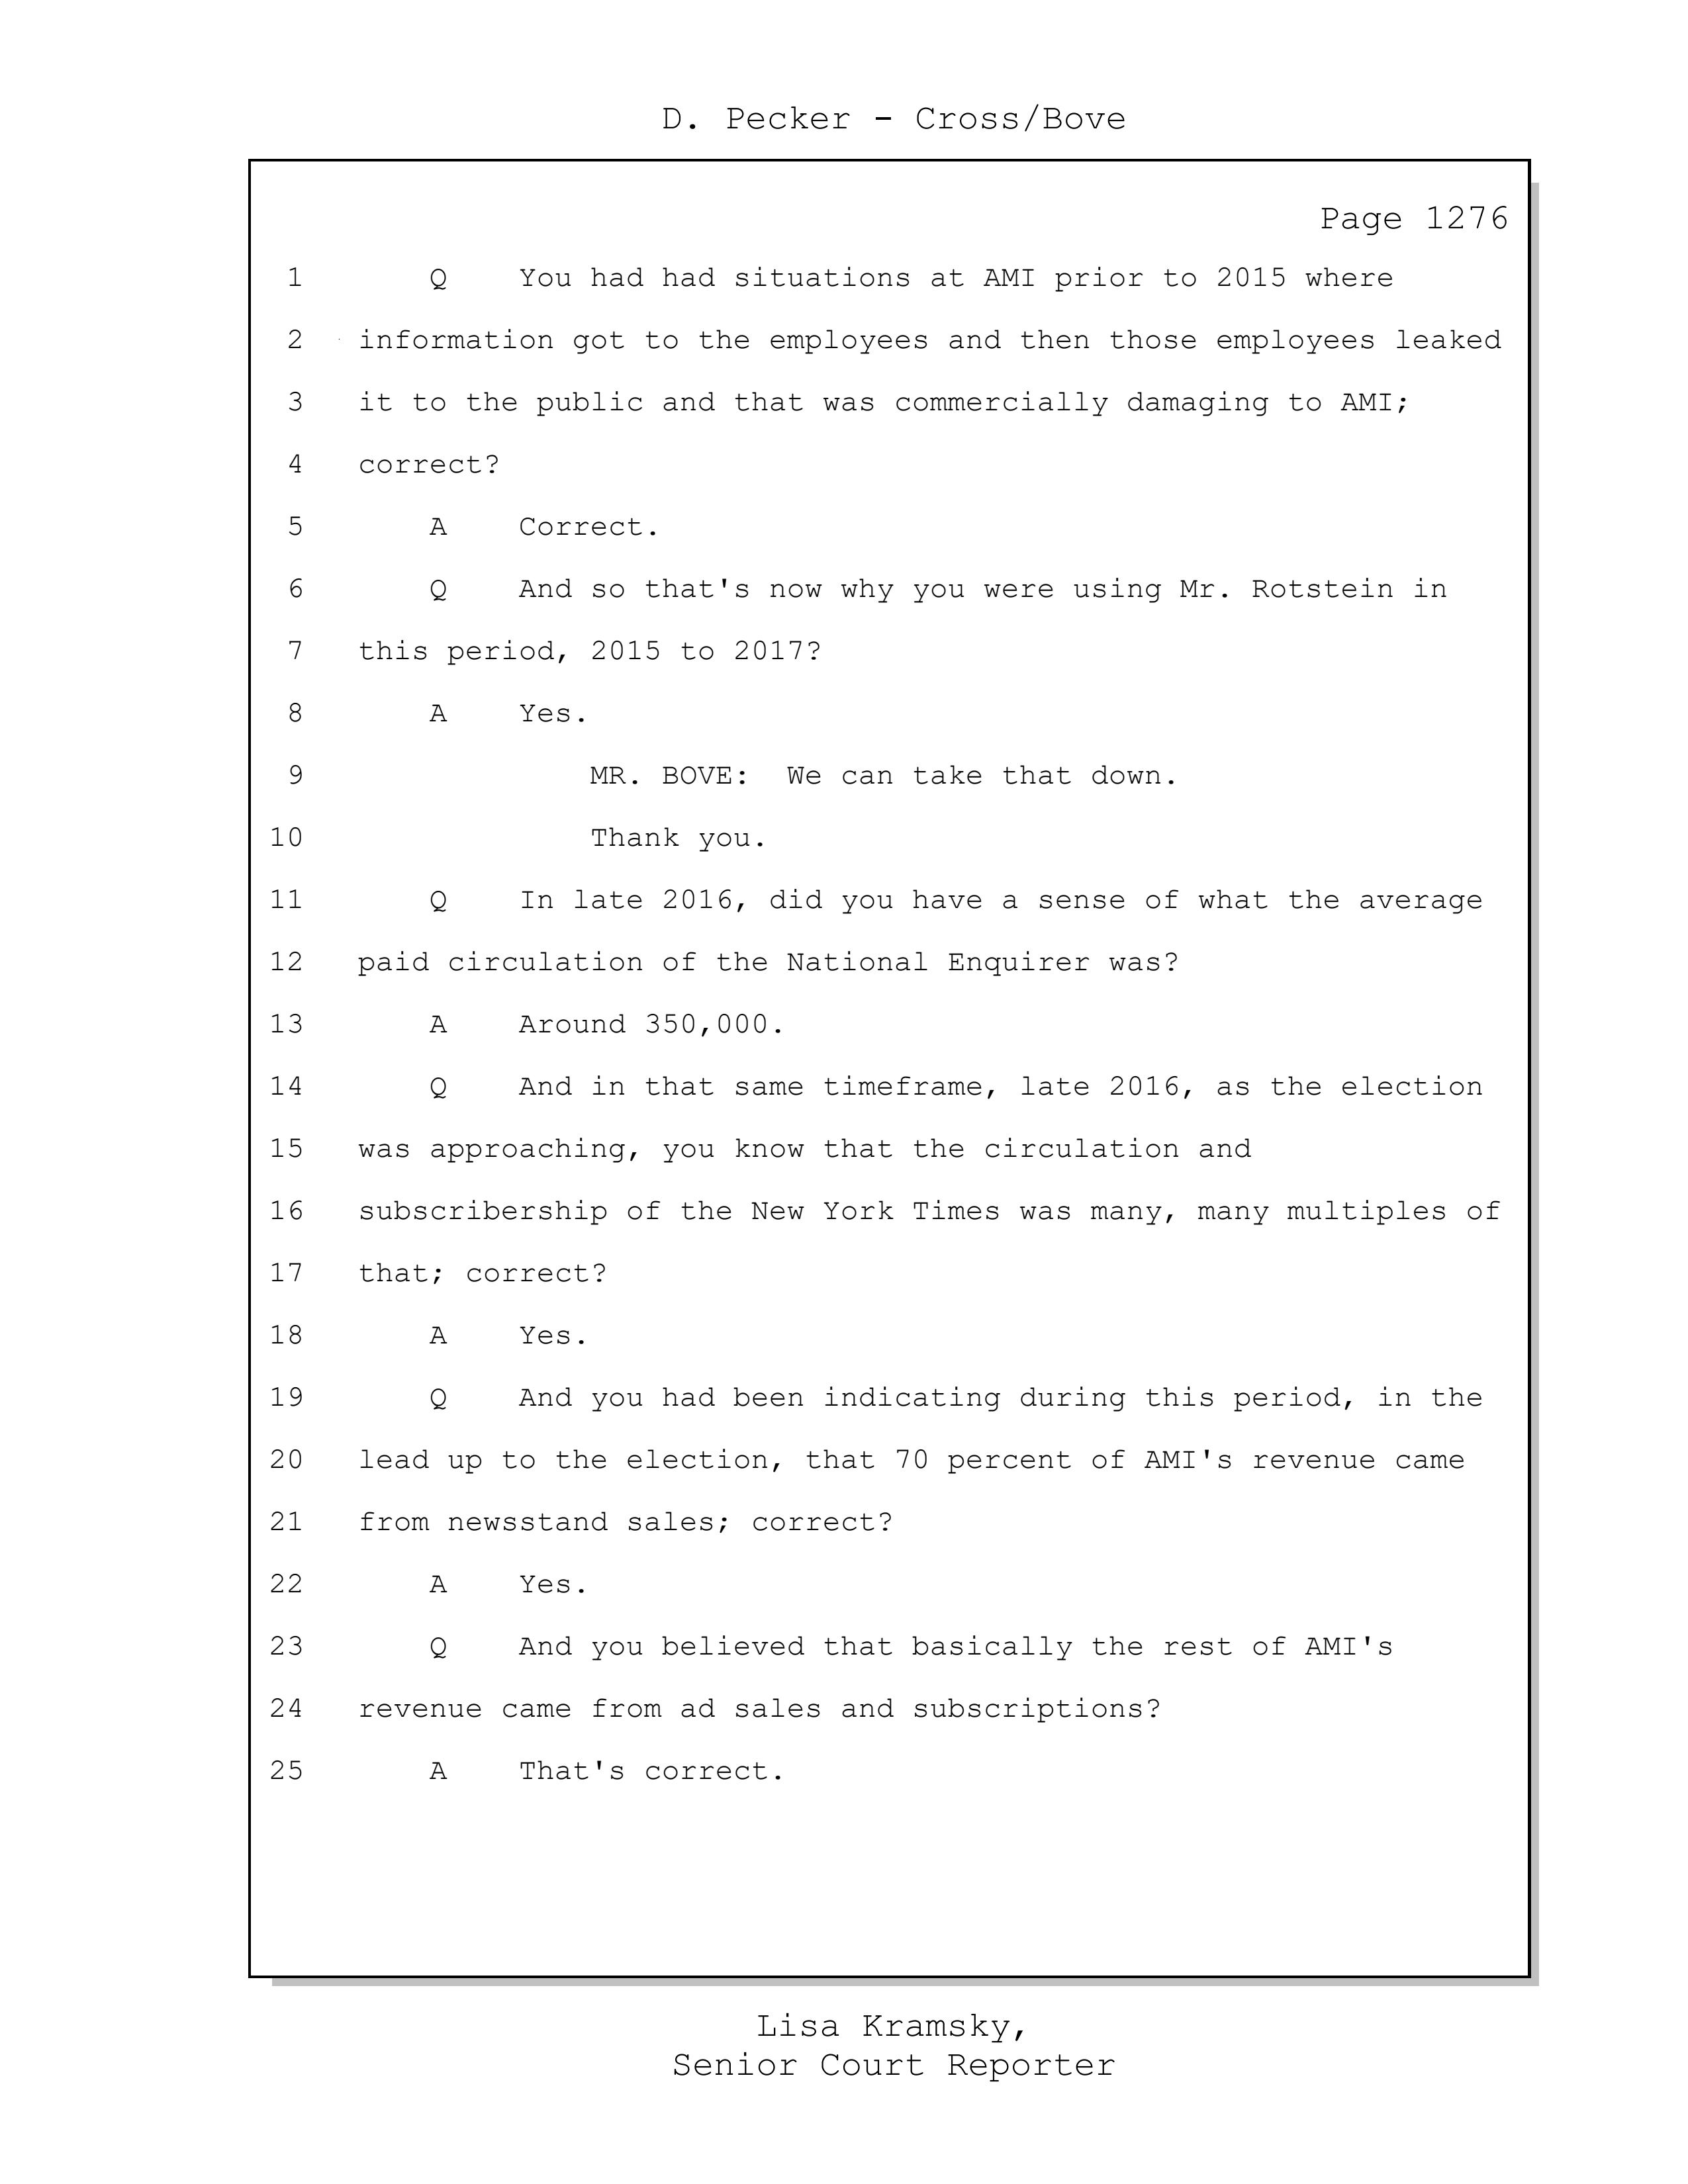 D. Pecker - Cross/Bove
Page 1276
1 Q You had had situations at AMI prior to 2015 where
2 information got to the employees and then those employees leaked
3 it to the public and that was commercially damaging to AMI;
4 correct?
5 A Correct.
6 Q And so that's now why you were using Mr. Rotstein in
7 this period, 2015 to 2017?
8 A Yes.
9 MR. BOVE: We can take that down.
10 Thank you.
11 Q In late 2016, did you have a sense of what the average
12 paid circulation of the National Enquirer was?
13 A Around 350,000.
14 Q And in that same timeframe, late 2016, as the election
15 was approaching, you know that the circulation and
16 subscribership of the New York Times was many, many multiples of
17 that; correct?
18 A Yes.
19 Q And you had been indicating during this period, in the
20 lead up to the election, that 70 percent of AMI's revenue came
21 from newsstand sales; correct?
22 A Yes.
23 Q And you believed that basically the rest of AMI's
24 revenue came from ad sales and subscriptions?
25 A That's correct.
Lisa Kramsky,
Senior Court Reporter